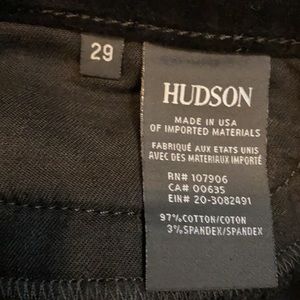 29
HUDSON
MADE IN USA
OF IMPORTED MATERIALS
FABRIQUÉ AUX ETATS UNIS
AVEC DES MATERIAUX IMPORTÉ
RN# 107906
CA# 00635
EIN# 20-3082491
97%COTTON/COTON
3%SPANDEX/SPANDEX